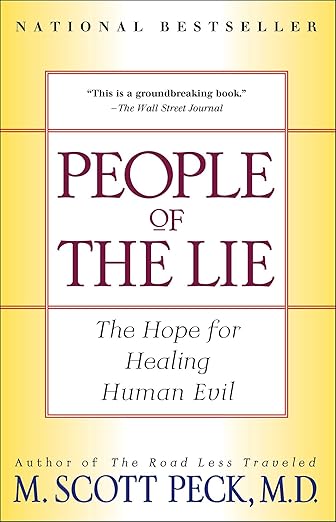 NATIONAL BESTSELLER
“This is a groundbreaking book.”
–The Wall Street Journal
PEOPLE
OF
THE LIE
The Hope for
Healing
Human Evil
Author of The Road Less Traveled
M. SCOTT PECK, M.D.